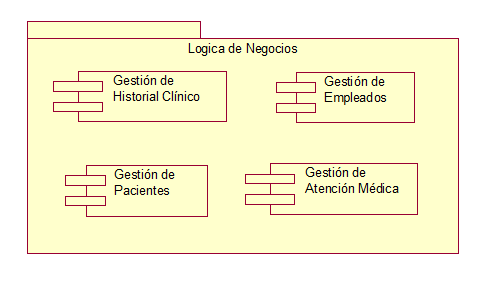 Logica de Negocios
Gestión de
Historial Clínico
Gestión de
Empleados
Gestión de
Pacientes
Gestión de
Atención Médica